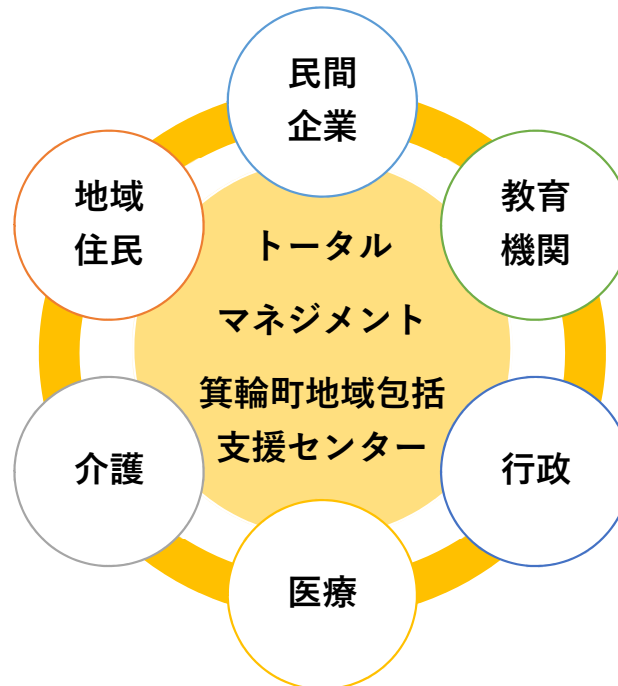 民間
企業
教育
機関
行政
医療
介護
地域
住民
トータル
マネジメント
箕輪町地域包括
支援センター